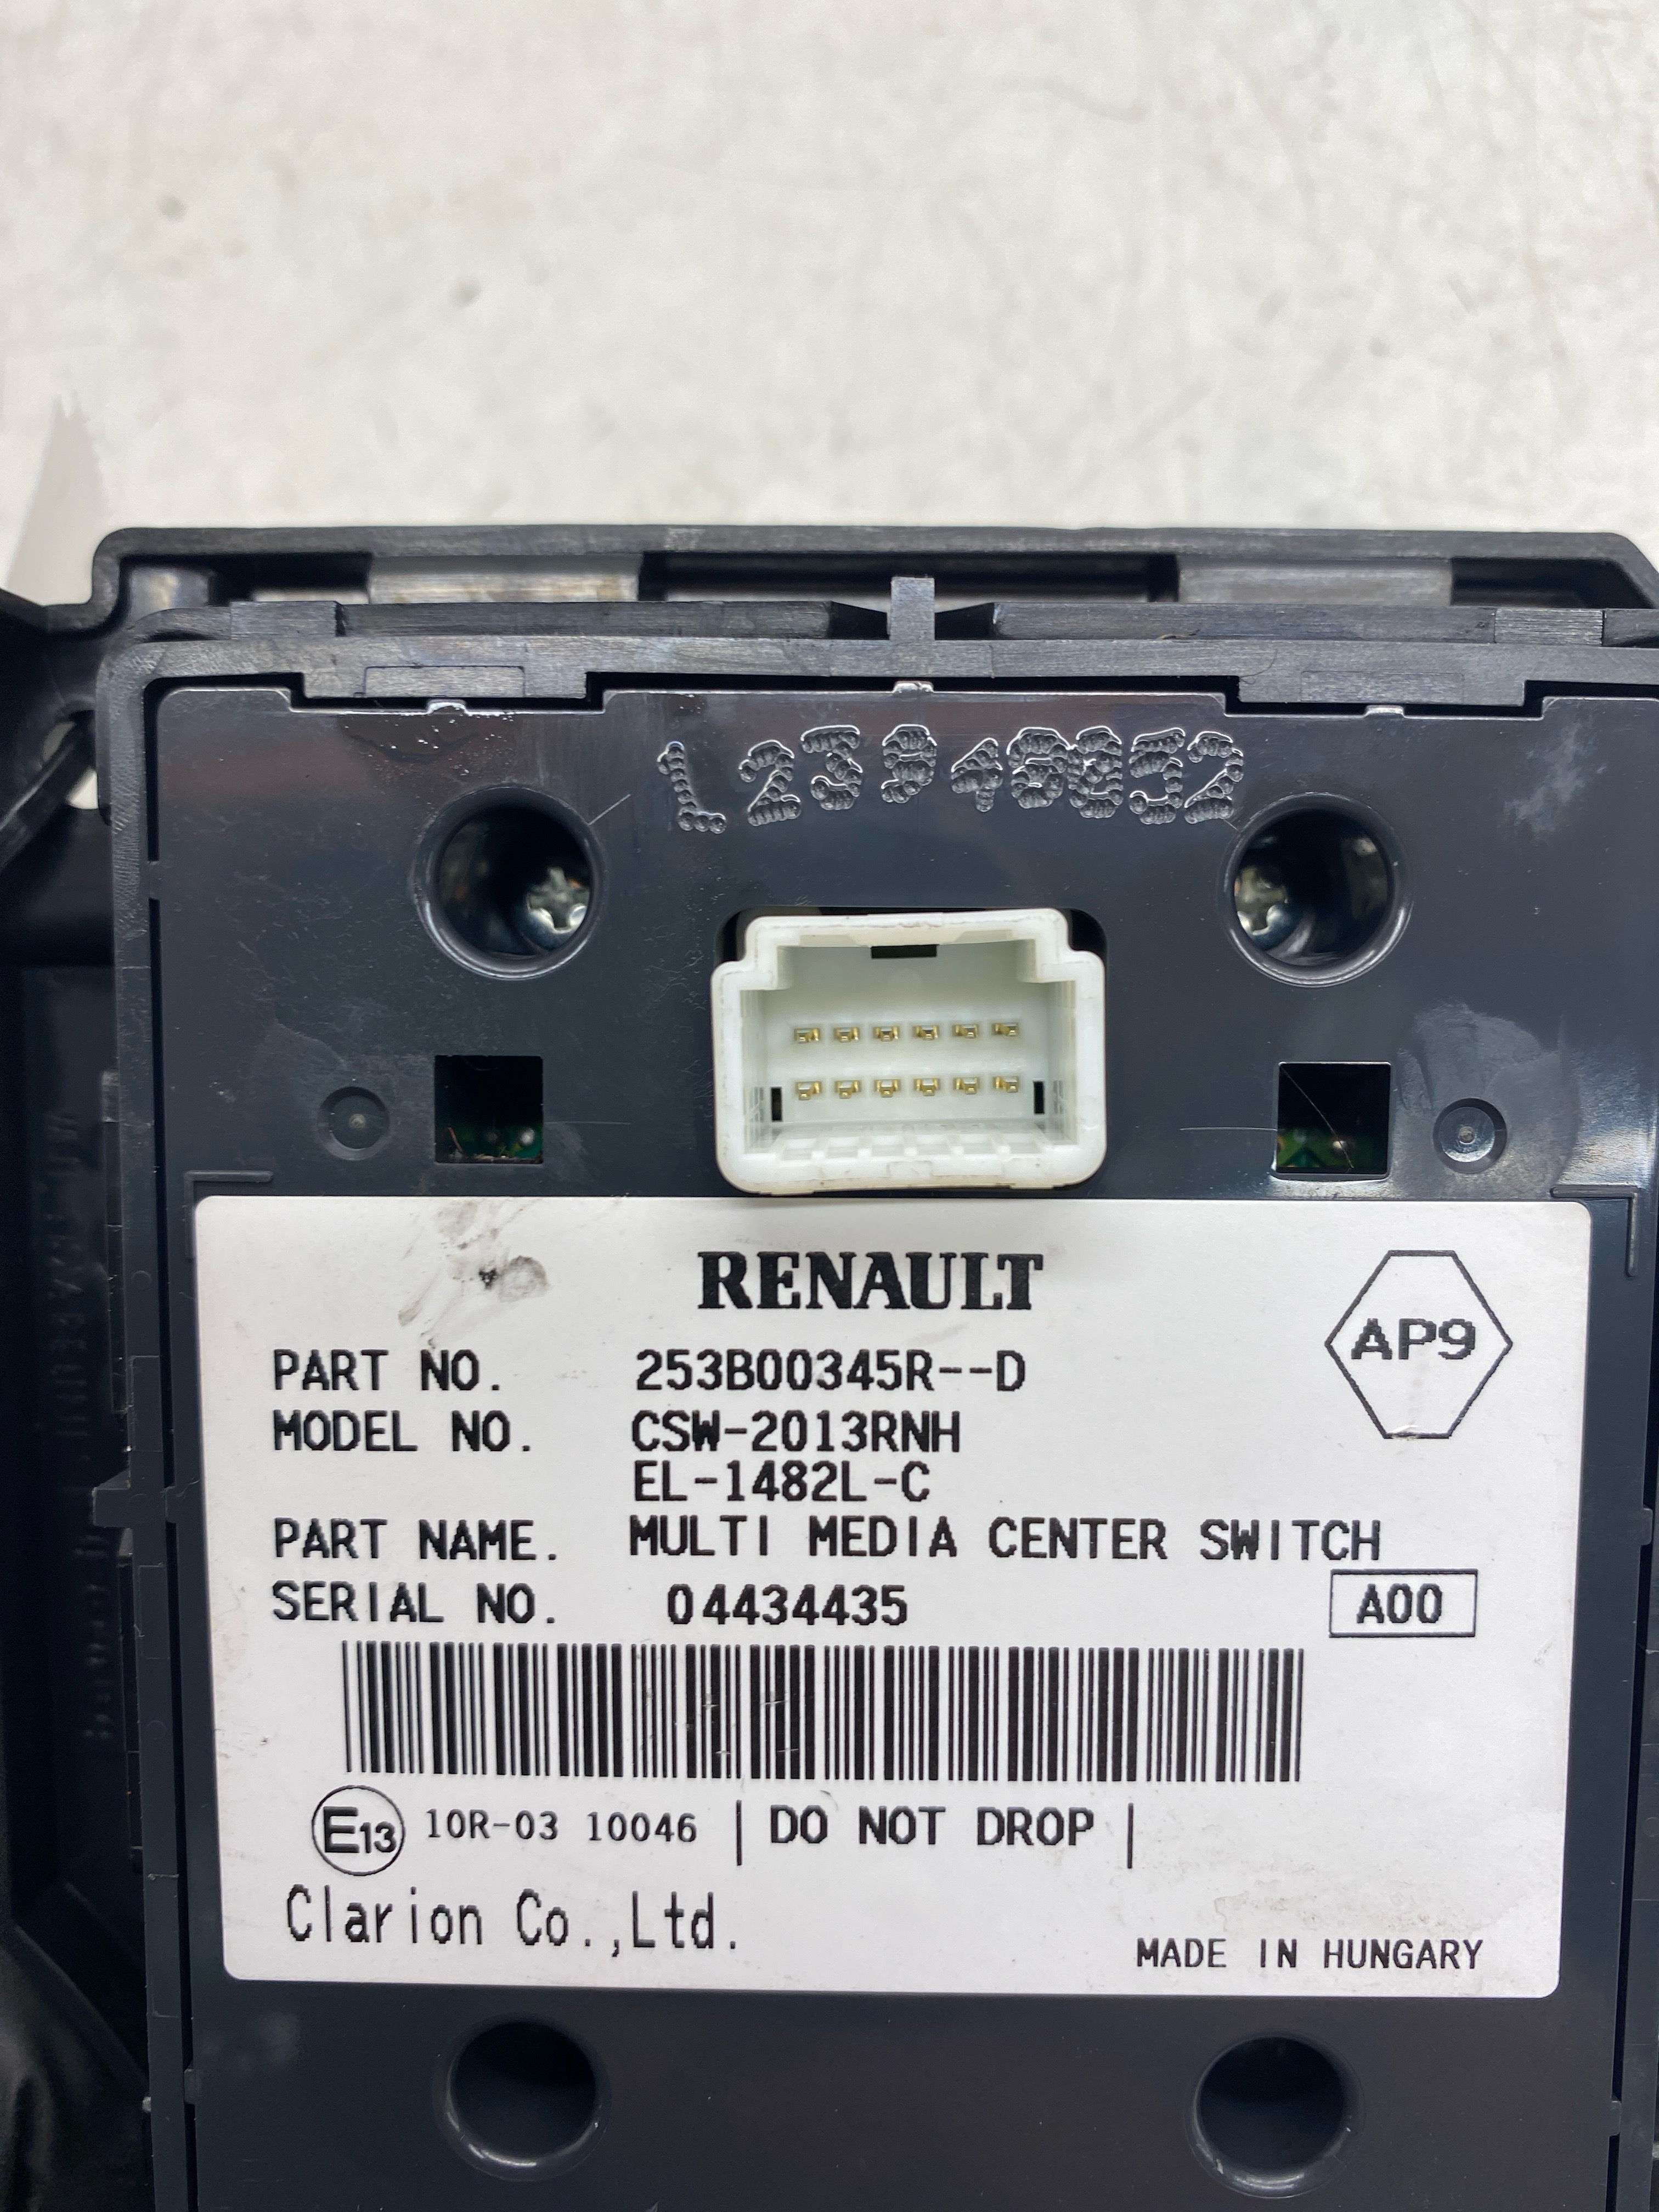 RENAULT
AP9
PART NO. 253B00345R--D
MODEL NO. CSW-2013RNH
EL-1482L-C
PART NAME. MULTI MEDIA CENTER SWITCH
SERIAL NO. 04434435
A00
E13 10R-03 10046 | DO NOT DROP |
Clarion Co.,Ltd.
MADE IN HUNGARY